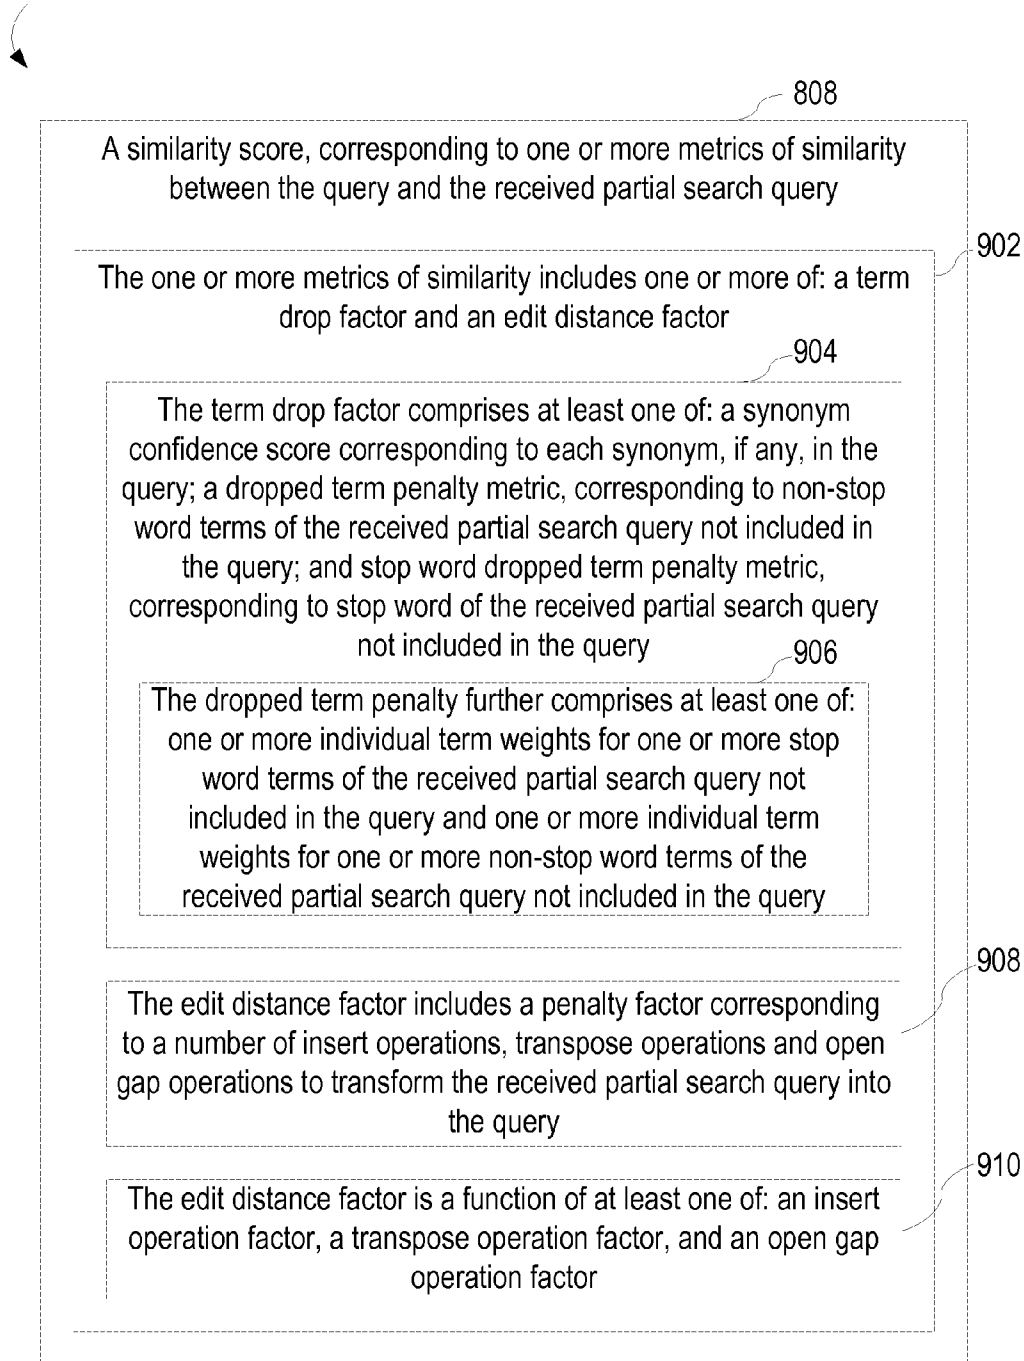 808
A similarity score, corresponding to one or more metrics of similarity
between the query and the received partial search query
902
The one or more metrics of similarity includes one or more of: a term
drop factor and an edit distance factor
904
The term drop factor comprises at least one of: a synonym
confidence score corresponding to each synonym, if any, in the
query; a dropped term penalty metric, corresponding to non-stop
word terms of the received partial search query not included in
the query; and stop word dropped term penalty metric,
corresponding to stop word of the received partial search query
not included in the query
906
The dropped term penalty further comprises at least one of:
one or more individual term weights for one or more stop
word terms of the received partial search query not
included in the query and one or more individual term
weights for one or more non-stop word terms of the
received partial search query not included in the query
908
The edit distance factor includes a penalty factor corresponding
to a number of insert operations, transpose operations and open
gap operations to transform the received partial search query into
the query
910
The edit distance factor is a function of at least one of: an insert
operation factor, a transpose operation factor, and an open gap
operation factor